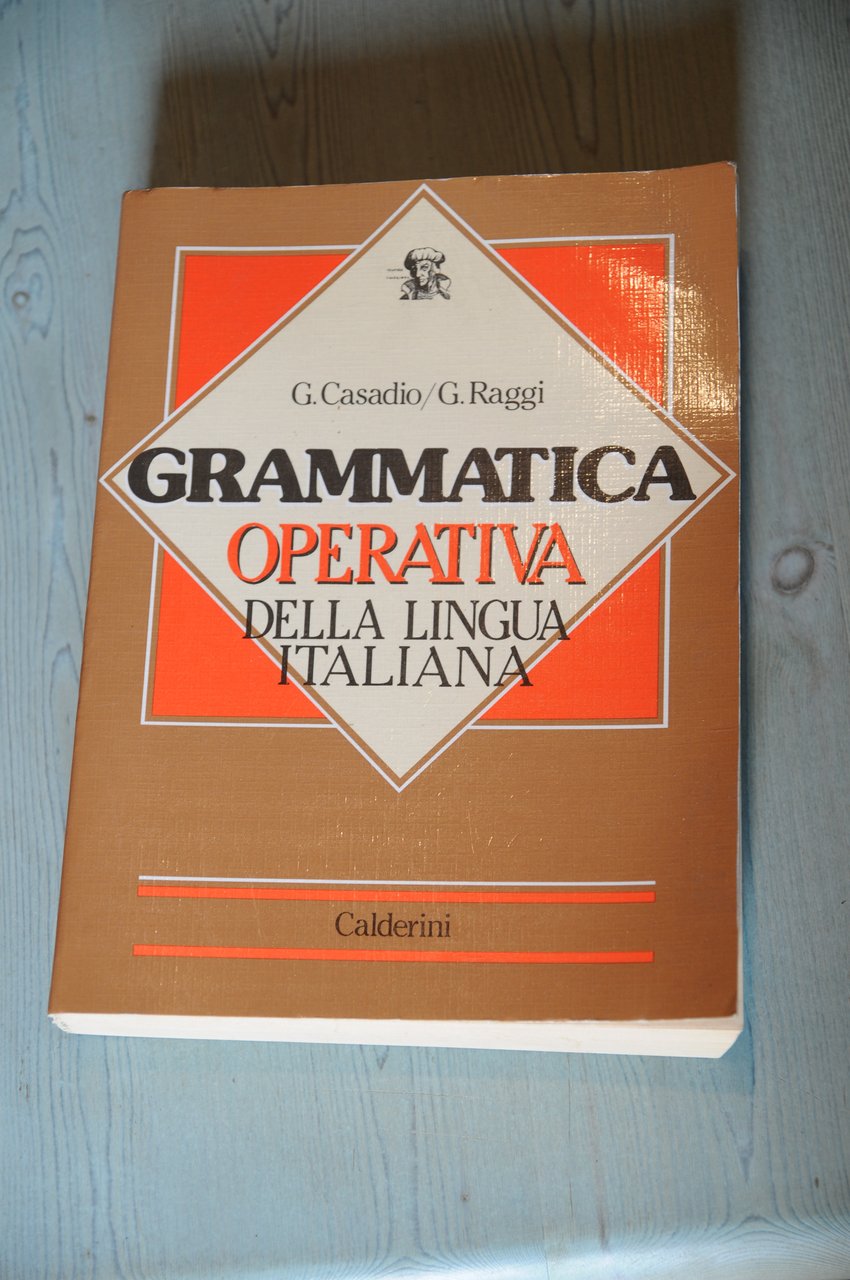 G. Casadio/G. Raggi
GRAMMATICA
OPERATIVA
DELLA LINGUA
ITALIANA
Calderini